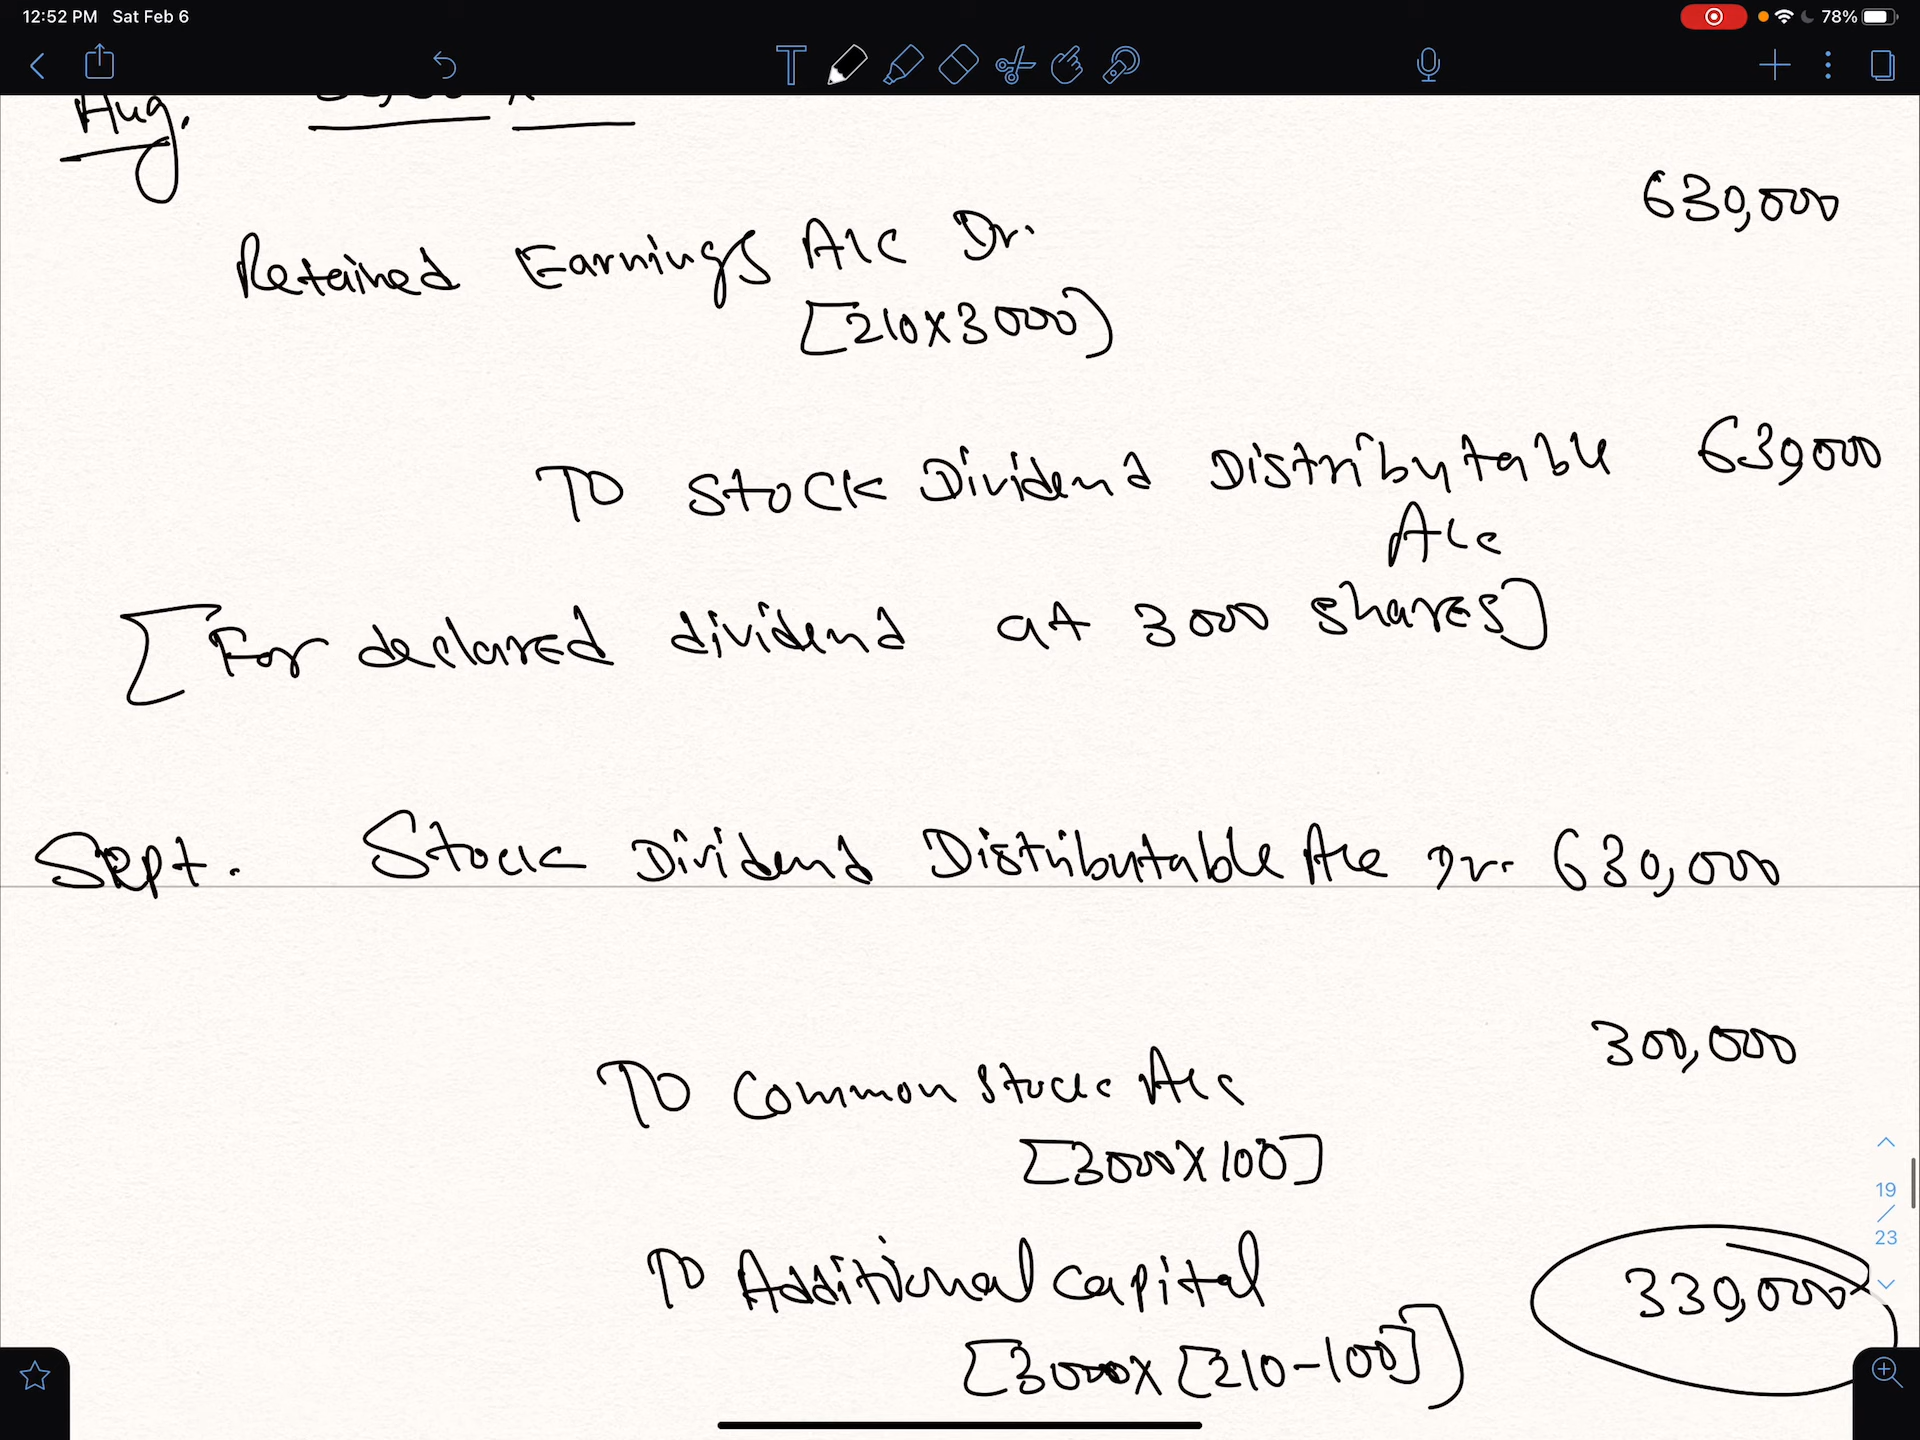 12:52 PM Sat Feb 6
78%
Aug.
630,000
Retained Earnings A/c Dr.
[210X3000)
TO Stock Dividend Distributable 630,000
A/c
[For declared dividend at 3000 shares]
Sept. Stock Dividend Distributable A/c Dr. 630,000
300,000
TO Common Stock A/c
[3000X100]
19
/
23
TO Additional Capital 330,000
[3000X [210-100]]